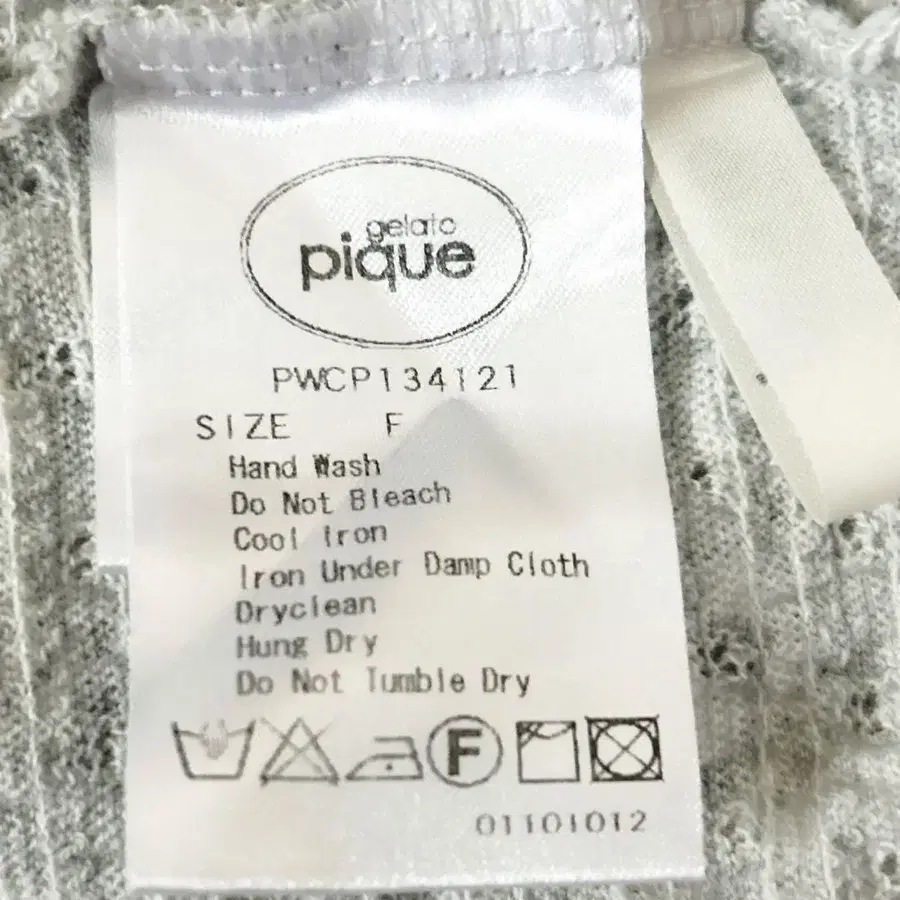 gelato
pique
PWCP134121
SIZE F
Hand Wash
Do Not Bleach
Cool Iron
Iron Under Damp Cloth
Dryclean
Hung Dry
Do Not Tumble Dry
F
01101012